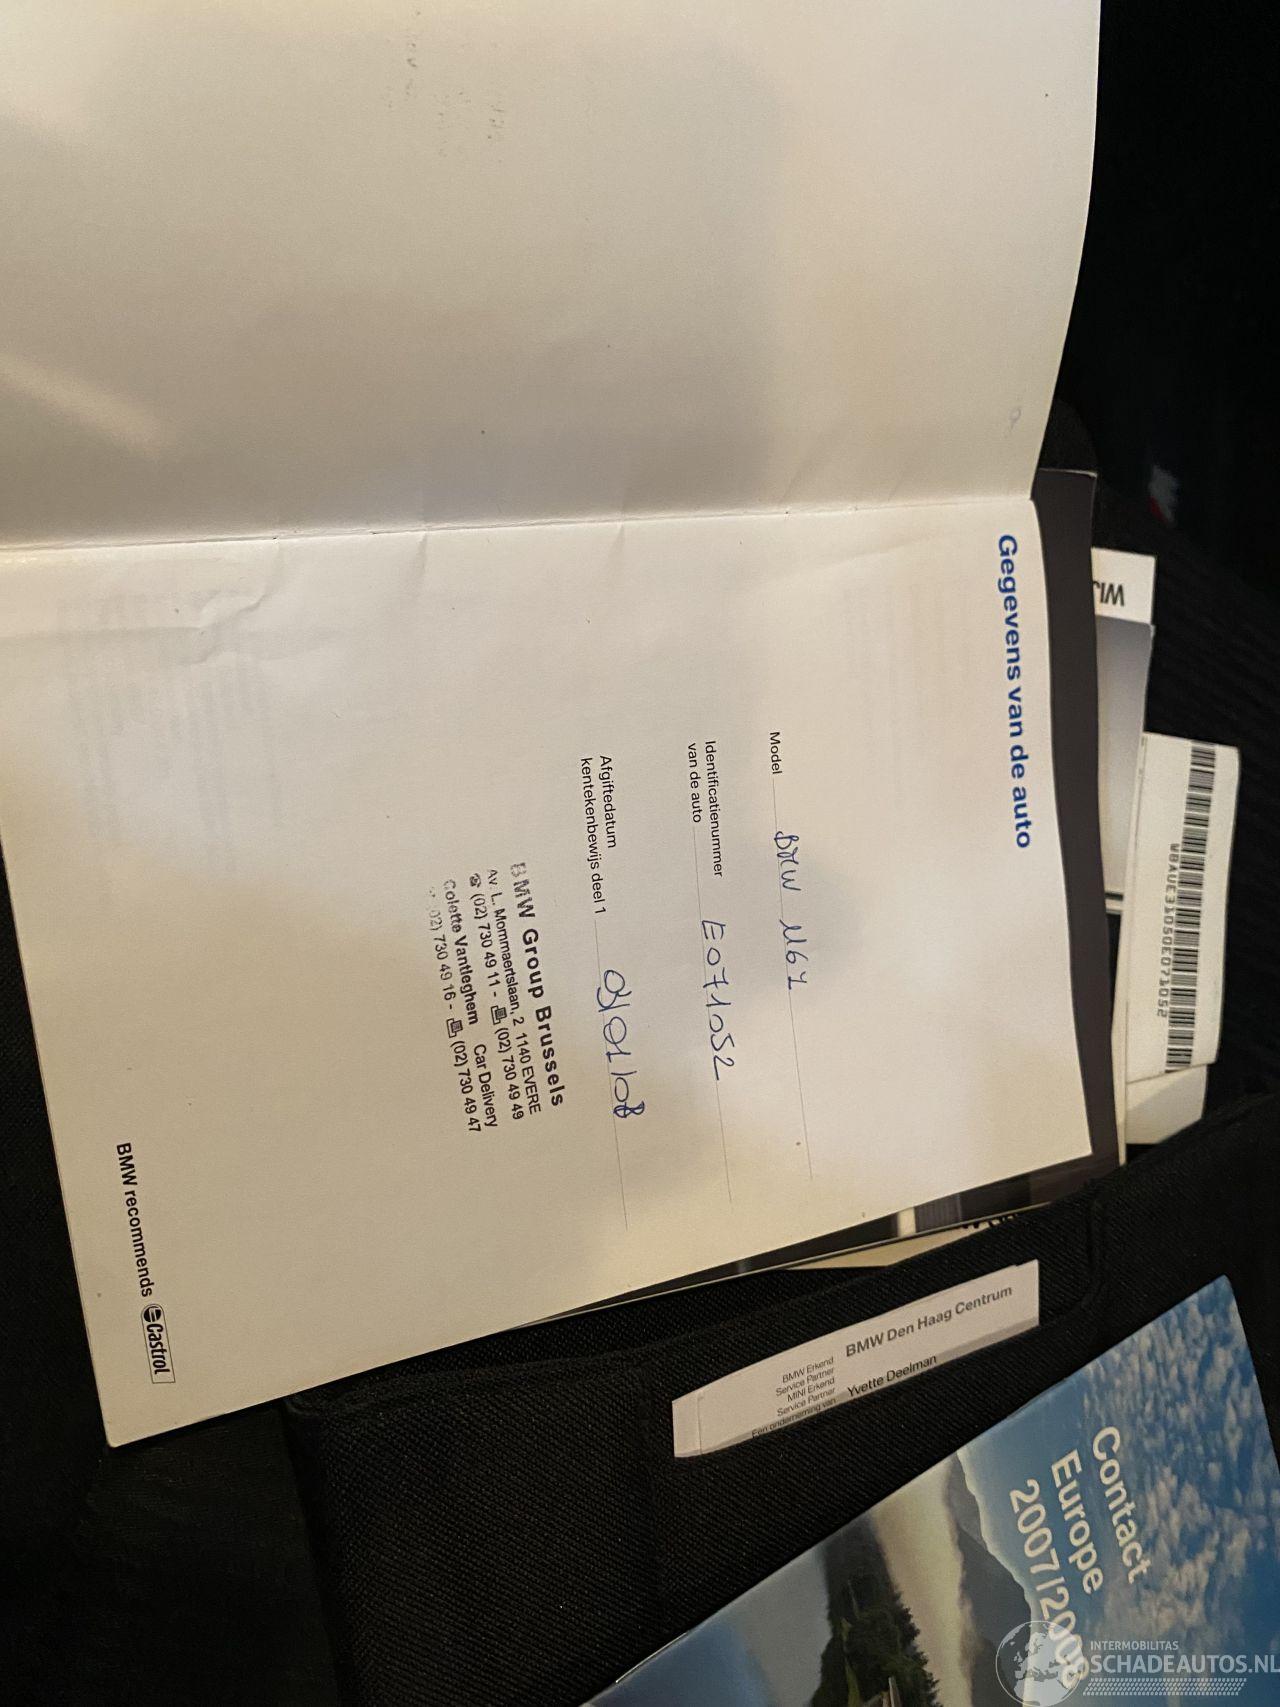 Gegevens van de auto
Model BMW 116i
Identificatienummer
van de auto E071052
Afgiftedatum
kentekenbewijs deel 1 09/01/08
BMW Group Brussels
Av. L. Mommaertslaan, 2 1140 EVERE
☎ (02) 730 49 11 - (02) 730 49 49
Colette Vantieghem Car Delivery
(02) 730 49 16 - (02) 730 49 47
BMW recommends Castrol
WBAUE31050E071052
BMW Den Haag Centrum
Yvette Deelman
BMW Erkend
Service Partner
MINI Erkend
Service Partner
Een onderneming van
Contact
Europe
2007/2008
INTERMOBILITAS
SCHADEAUTOS.NL